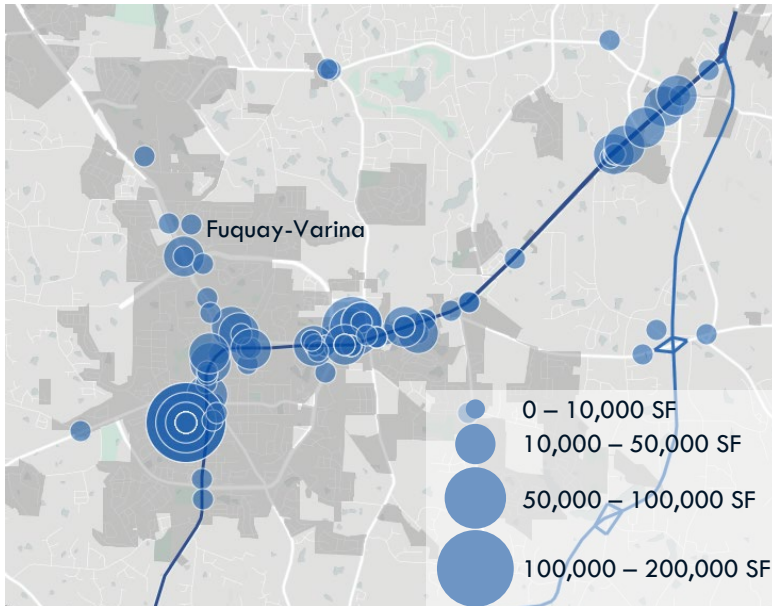 Fuquay-Varina
0 – 10,000 SF
10,000 – 50,000 SF
50,000 – 100,000 SF
100,000 – 200,000 SF